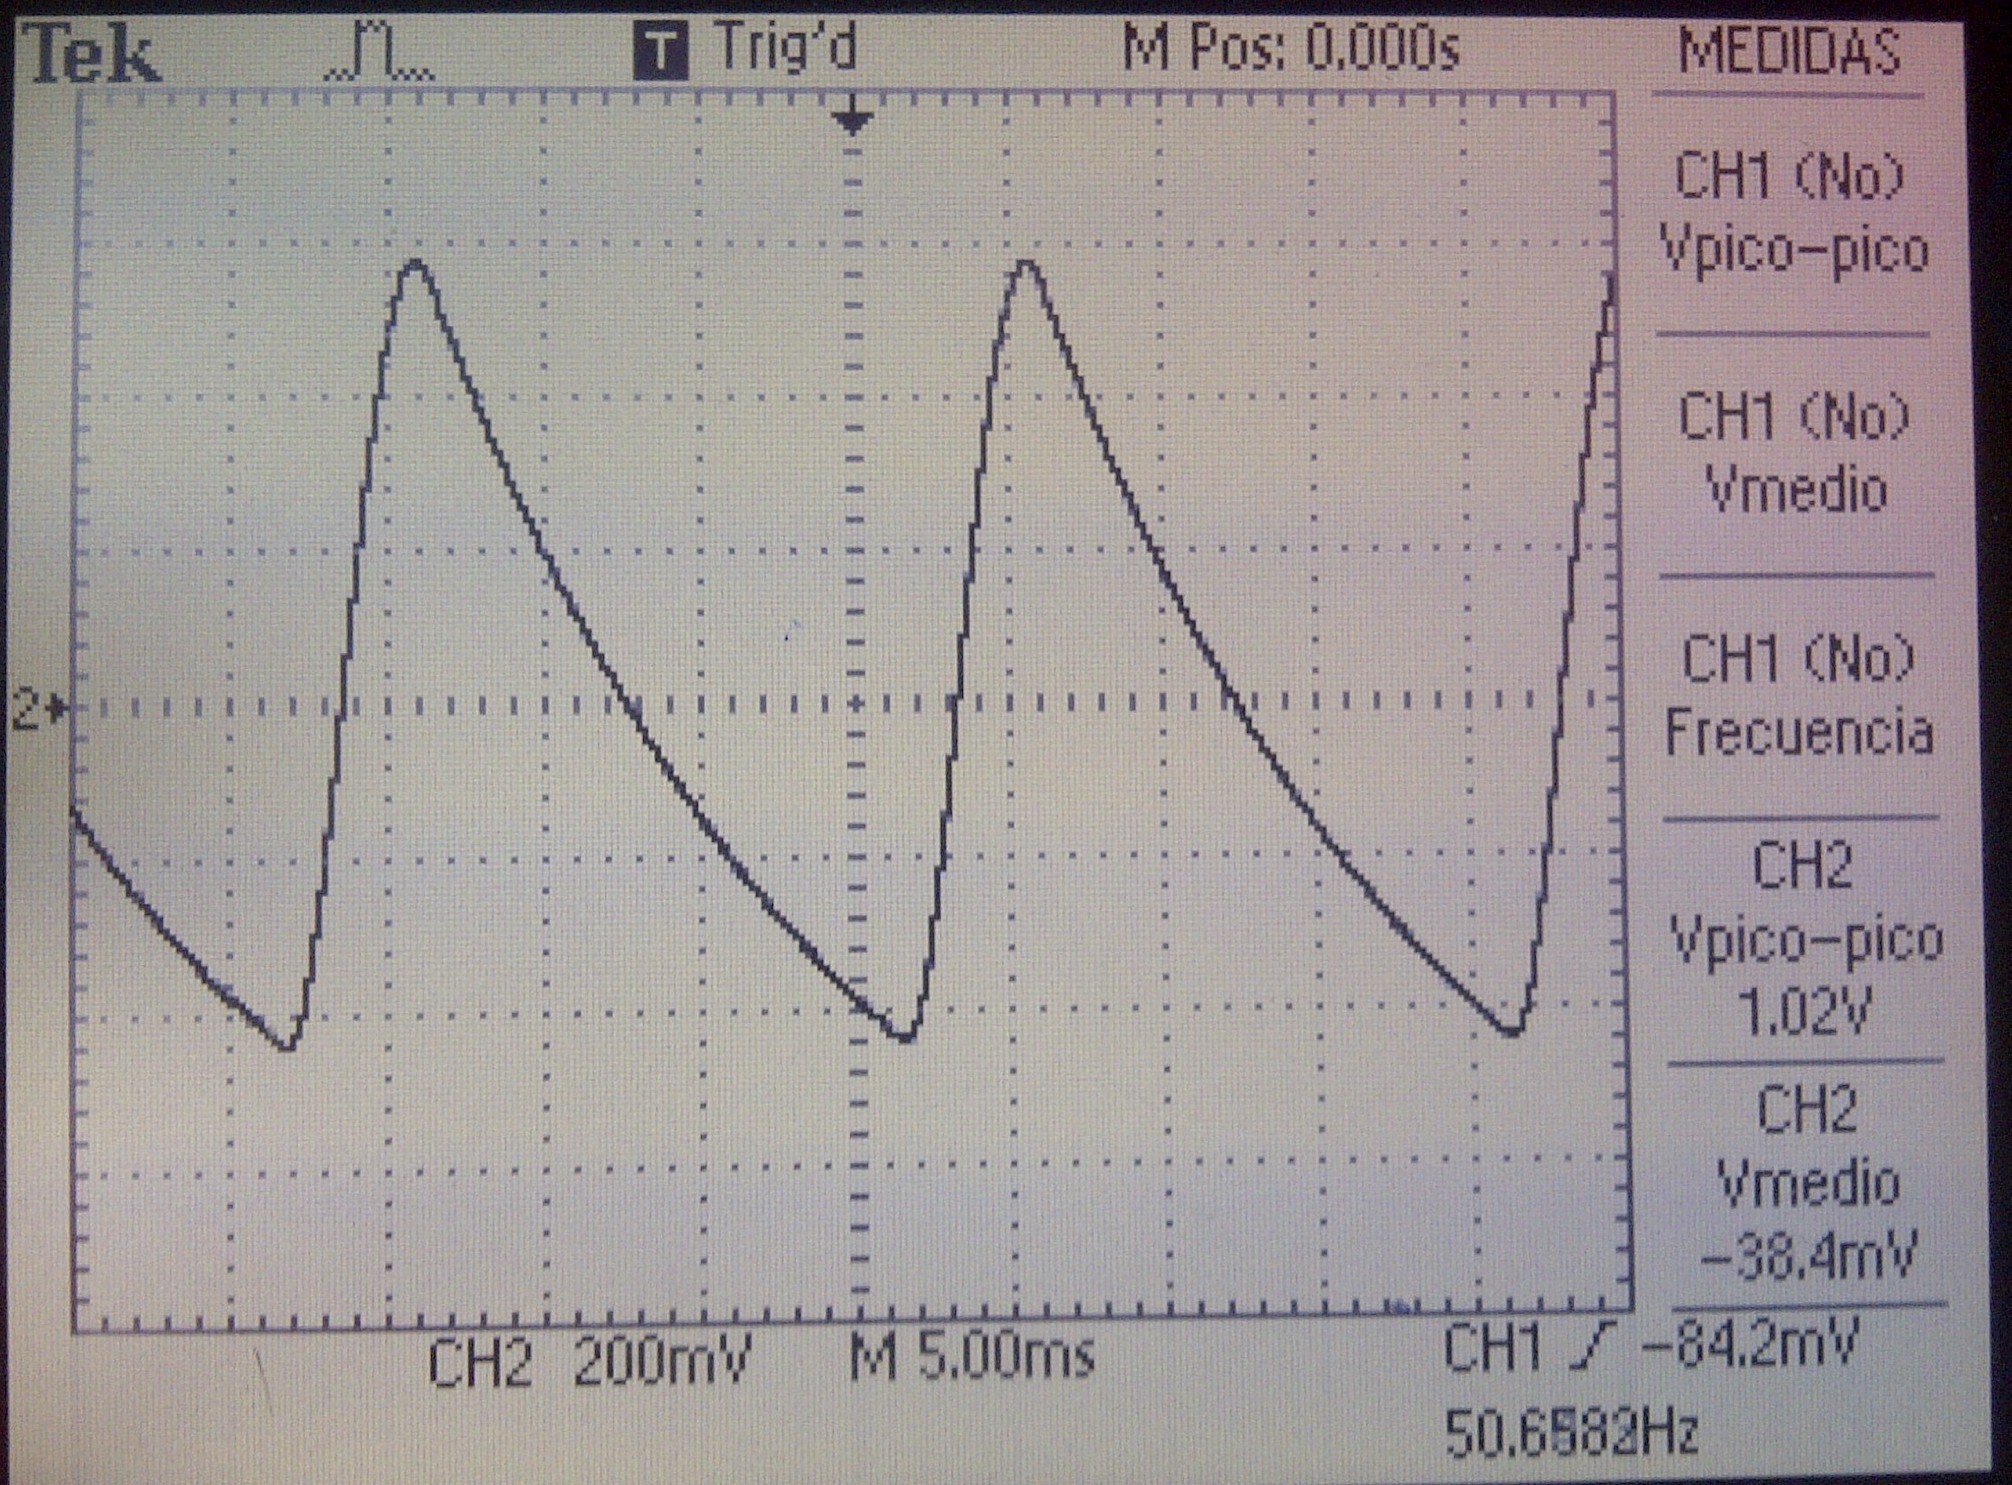 Tek T Trig'd M Pos: 0.000s MEDIDAS
CH1 (No)
Vpico-pico
CH1 (No)
Vmedio
CH1 (No)
Frecuencia
2
CH2
Vpico-pico
1.02V
CH2
Vmedio
-38.4mV
CH2 200mV M 5.00ms CH1 -84.2mV